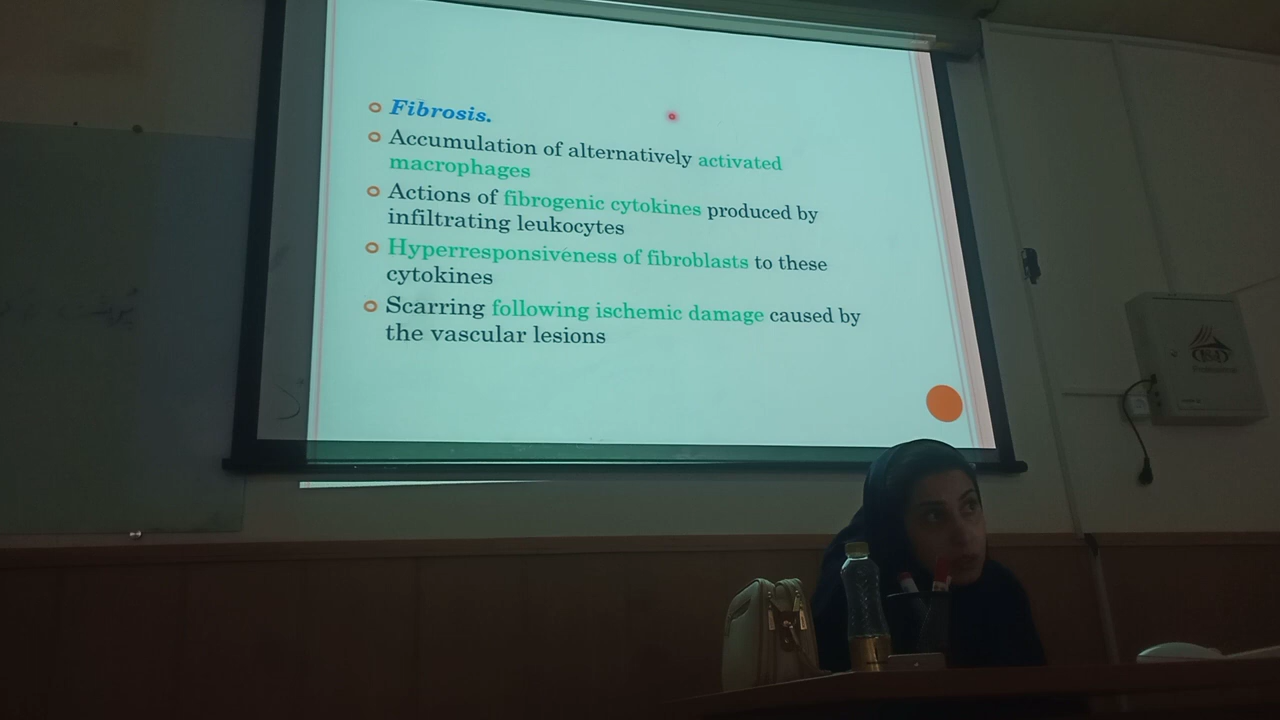 Fibrosis.
Accumulation of alternatively activated
macrophages
Actions of fibrogenic cytokines produced by
infiltrating leukocytes
Hyperresponsiveness of fibroblasts to these
cytokines
Scarring following ischemic damage caused by
the vascular lesions